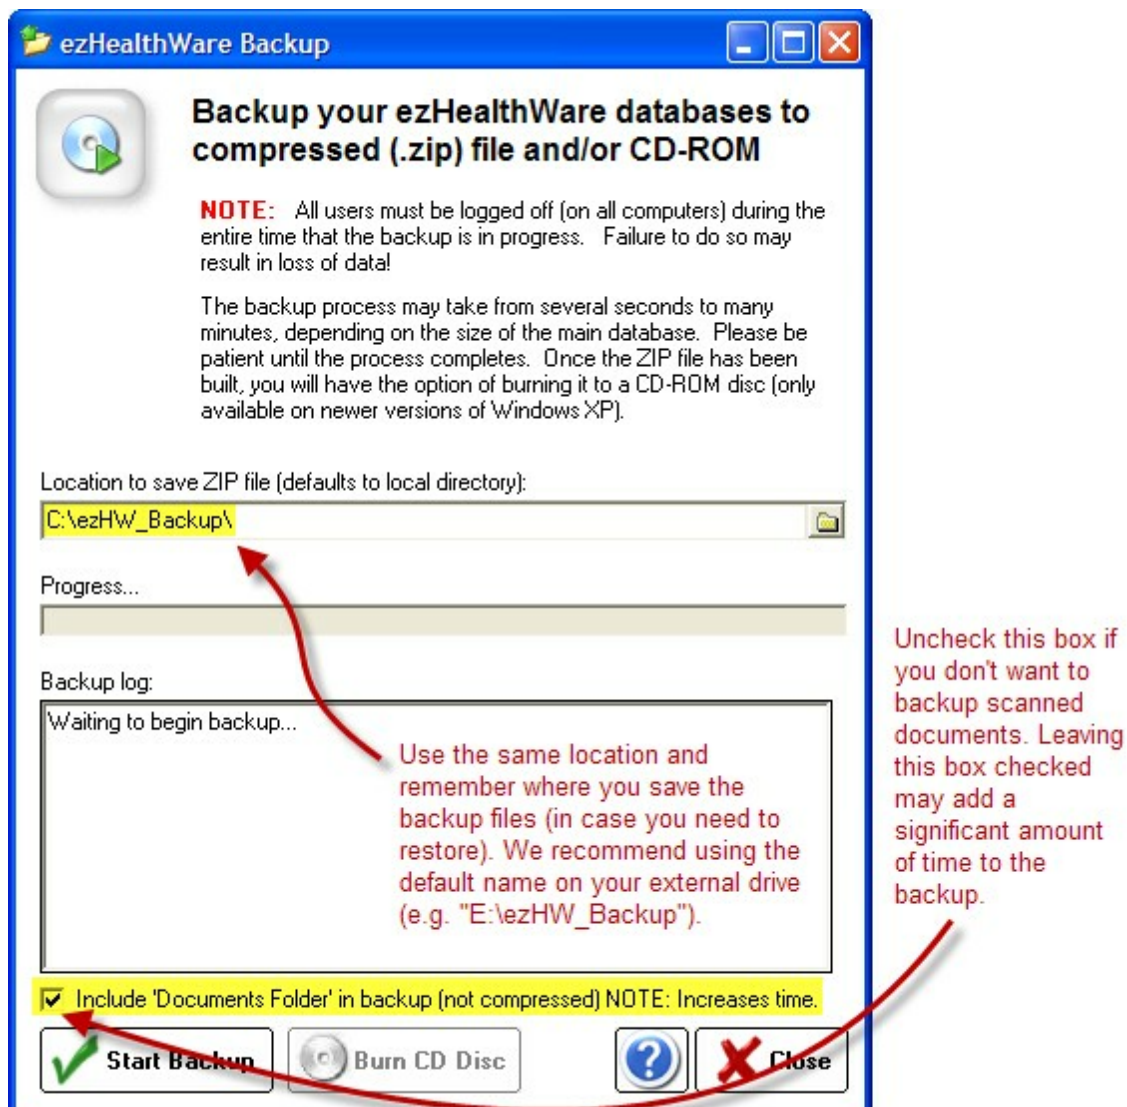 ezHealthWare Backup
Backup your ezHealthWare databases to
compressed (.zip) file and/or CD-ROM
NOTE: All users must be logged off (on all computers) during the
entire time that the backup is in progress. Failure to do so may
result in loss of data!
The backup process may take from several seconds to many
minutes, depending on the size of the main database. Please be
patient until the process completes. Once the ZIP file has been
built, you will have the option of burning it to a CD-ROM disc (only
available on newer versions of Windows XP).
Location to save ZIP file (defaults to local directory):
C:\ezHW_Backup\
Progress...
Backup log:
Waiting to begin backup...
Use the same location and
remember where you save the
backup files (in case you need to
restore). We recommend using the
default name on your external drive
(e.g. "E:\ezHW_Backup").
Uncheck this box if
you don't want to
backup scanned
documents. Leaving
this box checked
may add a
significant amount
of time to the
backup.
Include 'Documents Folder' in backup (not compressed) NOTE: Increases time.
Start Backup
Burn CD Disc
?
Close